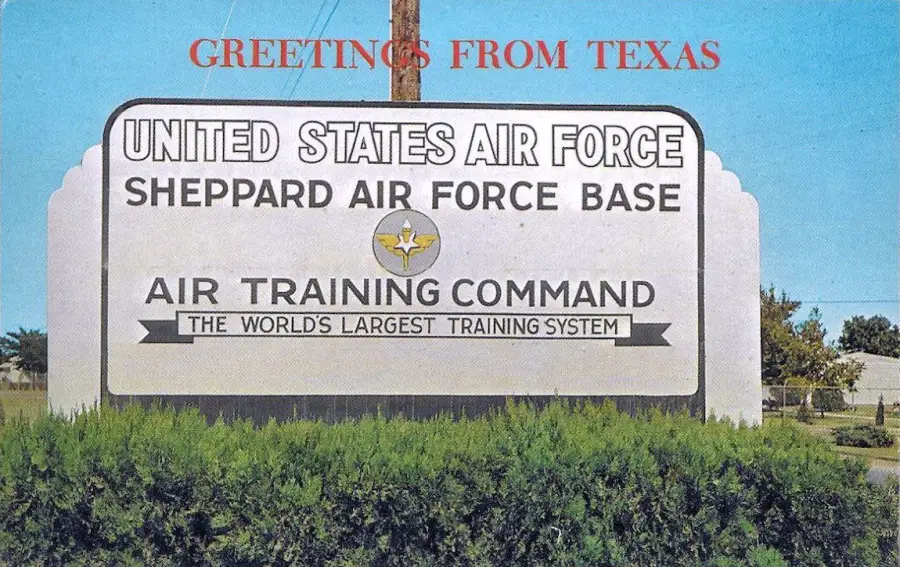 GREETINGS FROM TEXAS
UNITED STATES AIR FORCE
SHEPPARD AIR FORCE BASE
AIR TRAINING COMMAND
THE WORLD'S LARGEST TRAINING SYSTEM